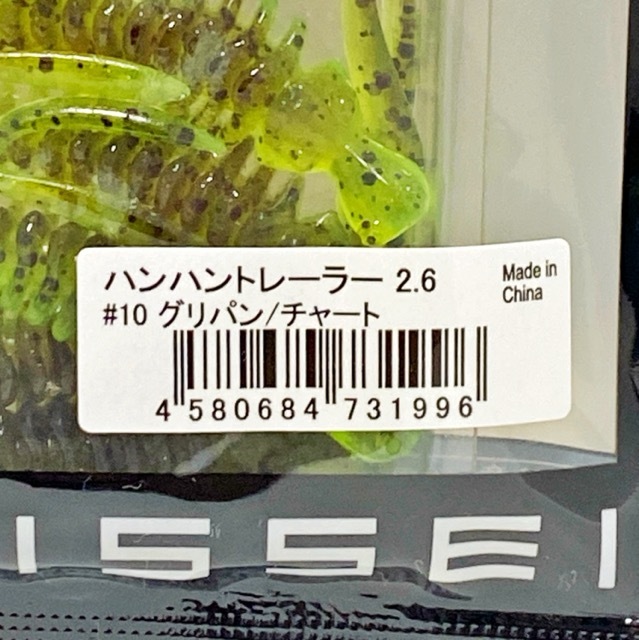 ハンハントレーラー 2.6
Made in
China
#10 グリパン/チャート
4 580684 731996
ISSEI